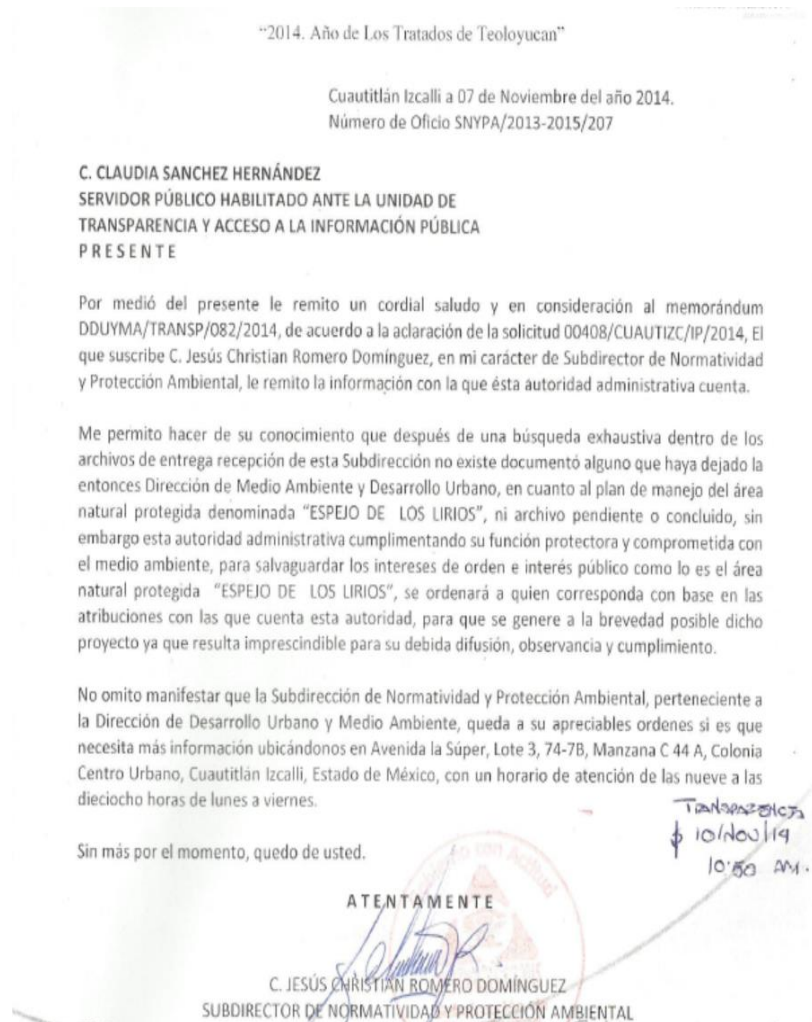 “2014. Año de Los Tratados de Teoloyucan”
Cuautitlán Izcalli a 07 de Noviembre del año 2014.
Número de Oficio SNYPA/2013-2015/207
C. CLAUDIA SANCHEZ HERNÁNDEZ
SERVIDOR PÚBLICO HABILITADO ANTE LA UNIDAD DE
TRANSPARENCIA Y ACCESO A LA INFORMACIÓN PÚBLICA
P R E S E N T E
Por medió del presente le remito un cordial saludo y en consideración al memorándum
DDUYMA/TRANSP/082/2014, de acuerdo a la aclaración de la solicitud 00408/CUAUTIZC/IP/2014, El
que suscribe C. Jesús Christian Romero Domínguez, en mi carácter de Subdirector de Normatividad
y Protección Ambiental, le remito la información con la que ésta autoridad administrativa cuenta.
Me permito hacer de su conocimiento que después de una búsqueda exhaustiva dentro de los
archivos de entrega recepción de esta Subdirección no existe documentó alguno que haya dejado la
entonces Dirección de Medio Ambiente y Desarrollo Urbano, en cuanto al plan de manejo del área
natural protegida denominada “ESPEJO DE LOS LIRIOS”, ni archivo pendiente o concluido, sin
embargo esta autoridad administrativa cumplimentando su función protectora y comprometida con
el medio ambiente, para salvaguardar los intereses de orden e interés público como lo es el área
natural protegida “ESPEJO DE LOS LIRIOS”, se ordenará a quien corresponda con base en las
atribuciones con las que cuenta esta autoridad, para que se genere a la brevedad posible dicho
proyecto ya que resulta imprescindible para su debida difusión, observancia y cumplimiento.
No omito manifestar que la Subdirección de Normatividad y Protección Ambiental, perteneciente a
la Dirección de Desarrollo Urbano y Medio Ambiente, queda a su apreciables ordenes si es que
necesita más información ubicándonos en Avenida la Súper, Lote 3, 74-7B, Manzana C 44 A, Colonia
Centro Urbano, Cuautitlán Izcalli, Estado de México, con un horario de atención de las nueve a las
dieciocho horas de lunes a viernes.
TRANSPARENCIA
10/NOV/14
10:50 AM.
Sin más por el momento, quedo de usted.
A T E N T A M E N T E
C. JESÚS CHRISTIAN ROMERO DOMÍNGUEZ
SUBDIRECTOR DE NORMATIVIDAD Y PROTECCIÓN AMBIENTAL